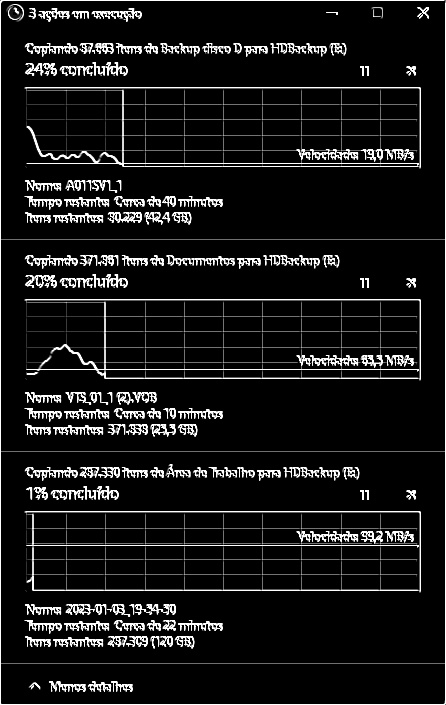 3 ações em execução
Copiando 37.663 itens de Backup disco D para HDBackup (E:)
24% concluído
Velocidade: 19,0 MB/s
Nome: A011SV1_1
Tempo restante: Cerca de 40 minutos
Itens restantes: 30.229 (42,4 GB)
Copiando 371.861 itens de Documentos para HDBackup (E:)
20% concluído
Velocidade: 63,3 MB/s
Nome: VTS_01_1 (2).VOB
Tempo restante: Cerca de 10 minutos
Itens restantes: 371.339 (23,3 GB)
Copiando 287.330 itens de Área de Trabalho para HDBackup (E:)
1% concluído
Velocidade: 99,2 MB/s
Nome: 2023-01-03_19-34-30
Tempo restante: Cerca de 22 minutos
Itens restantes: 287.309 (120 GB)
Menos detalhes